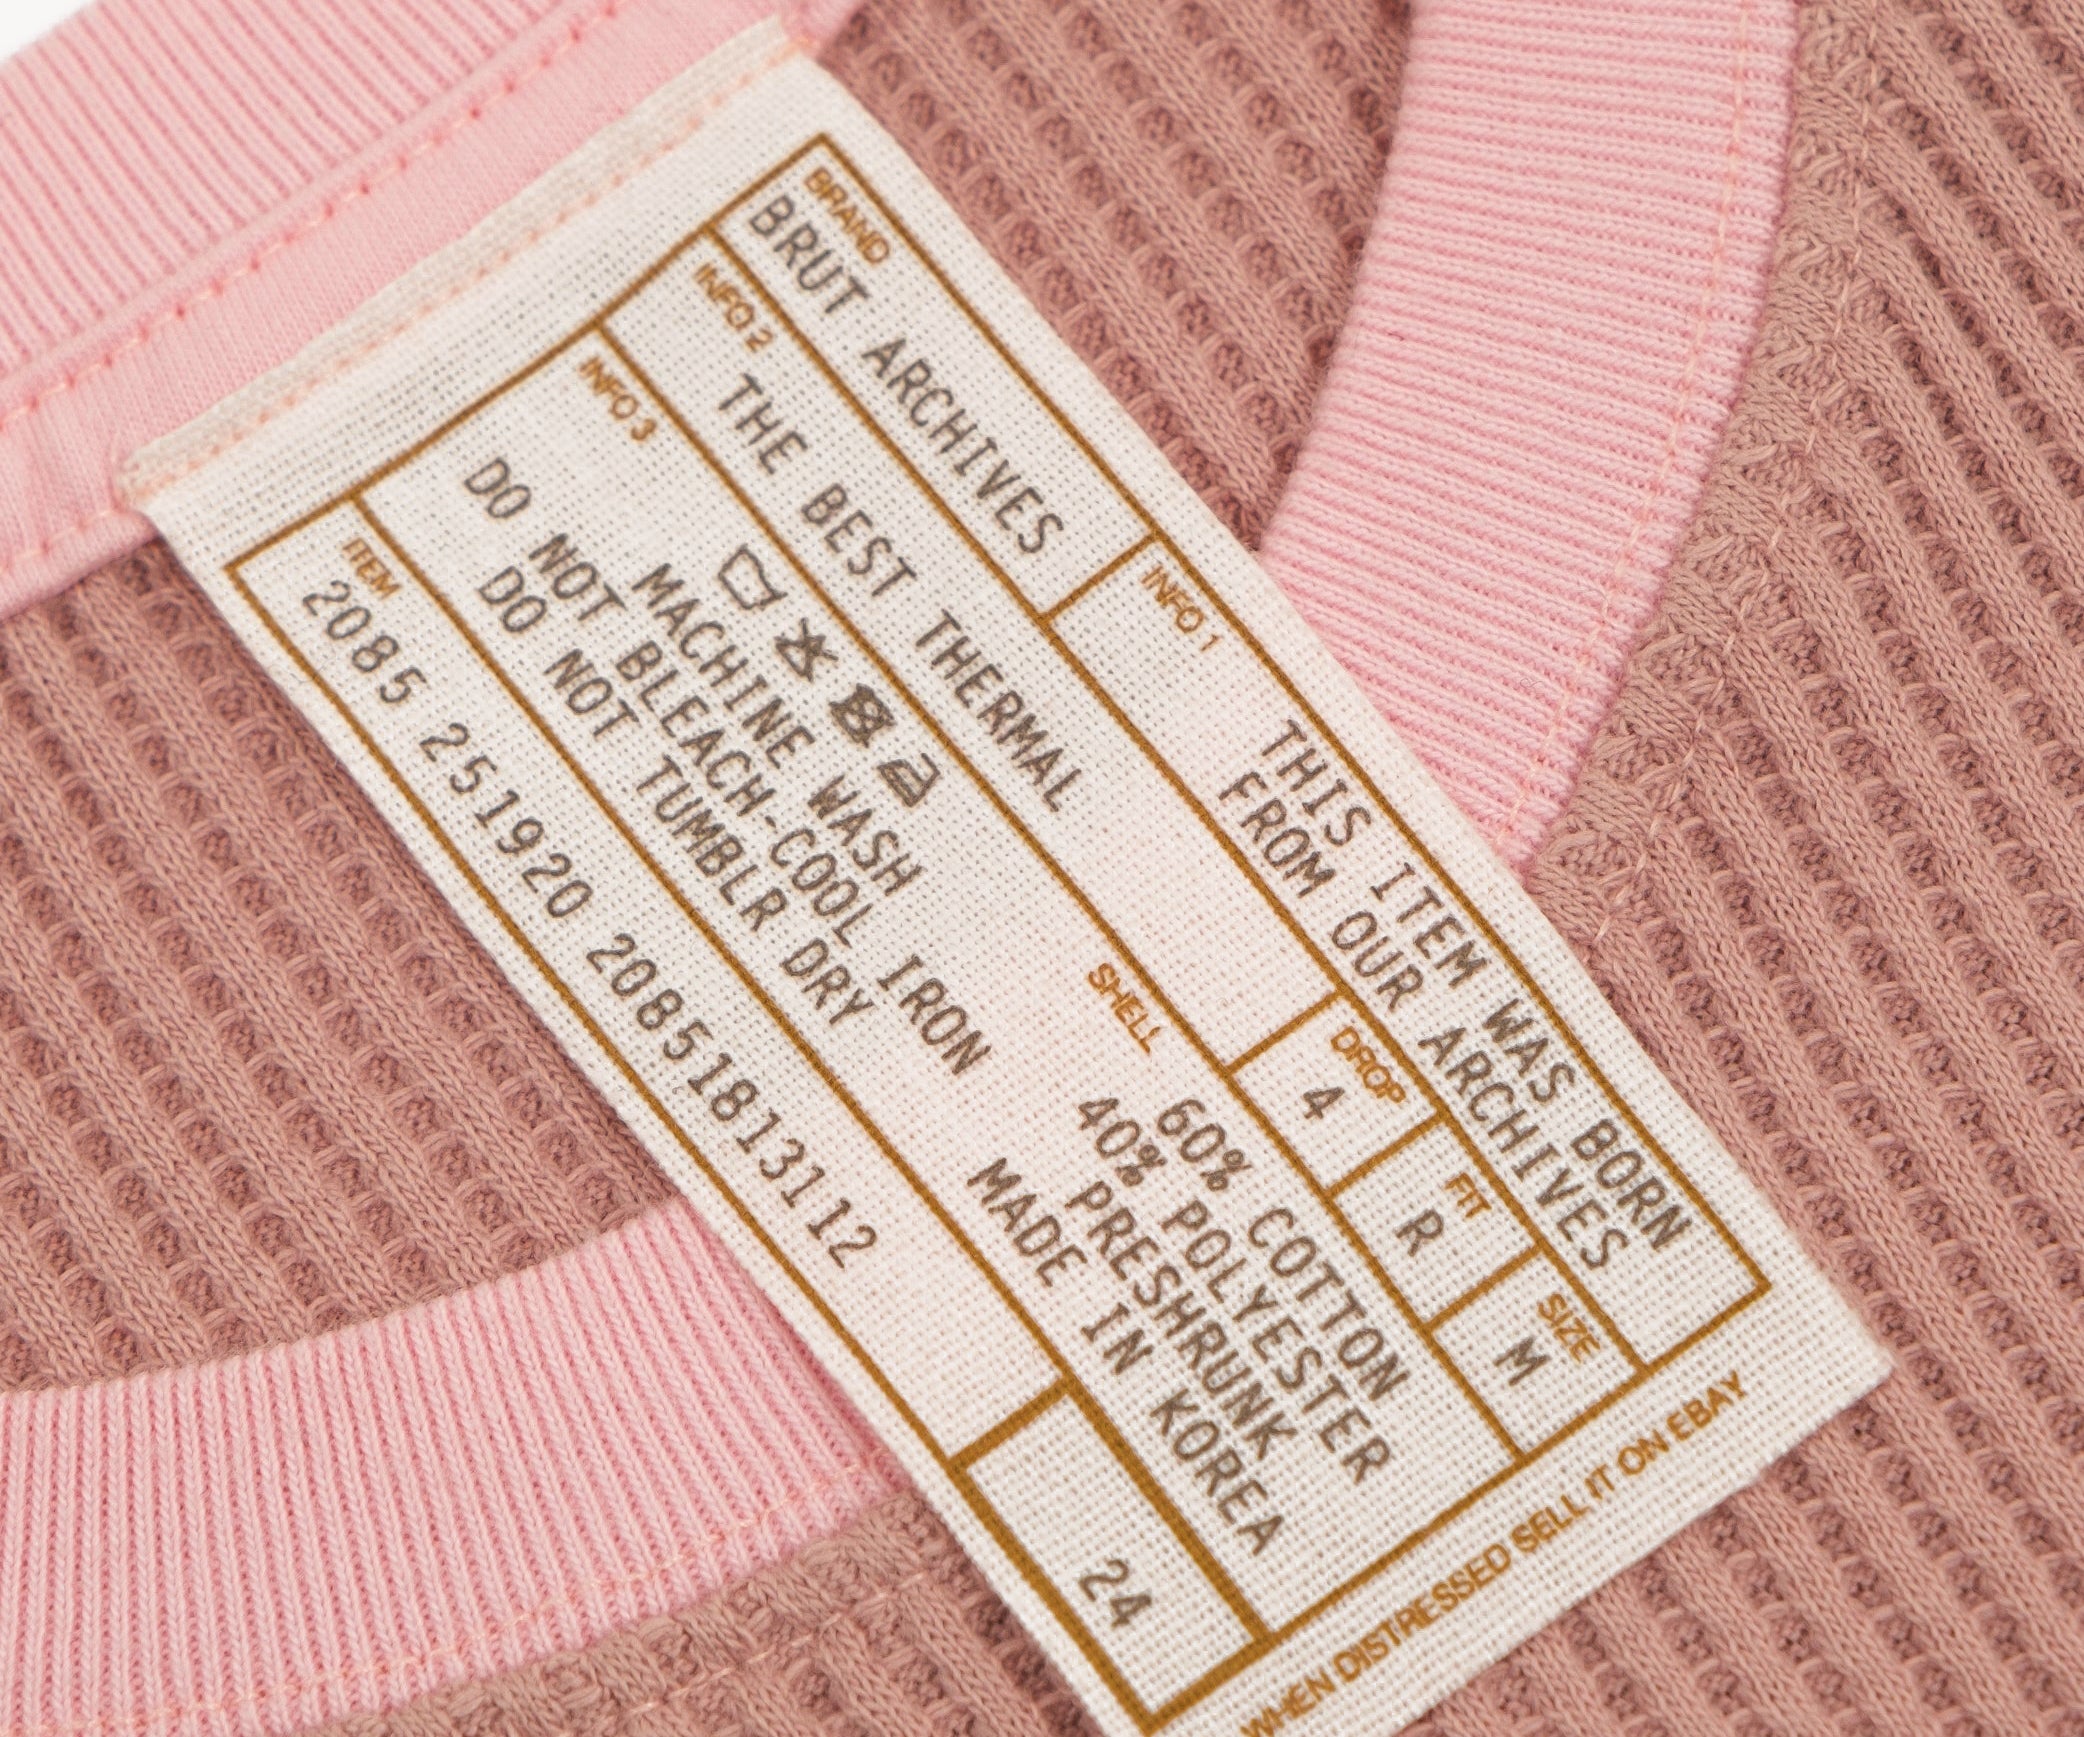 BRAND
BRUT ARCHIVES
INFO 1
THIS ITEM WAS BORN
FROM OUR ARCHIVES
INFO 2
THE BEST THERMAL
DROP
4
FIT
R
SIZE
M
INFO 3
MACHINE WASH
DO NOT BLEACH-COOL IRON
DO NOT TUMBLR DRY
SHELL
60% COTTON
40% POLYESTER
PRESHRUNK
MADE IN KOREA
ITEM
2085 251920 20851813112
24
WHEN DISTRESSED SELL IT ON EBAY